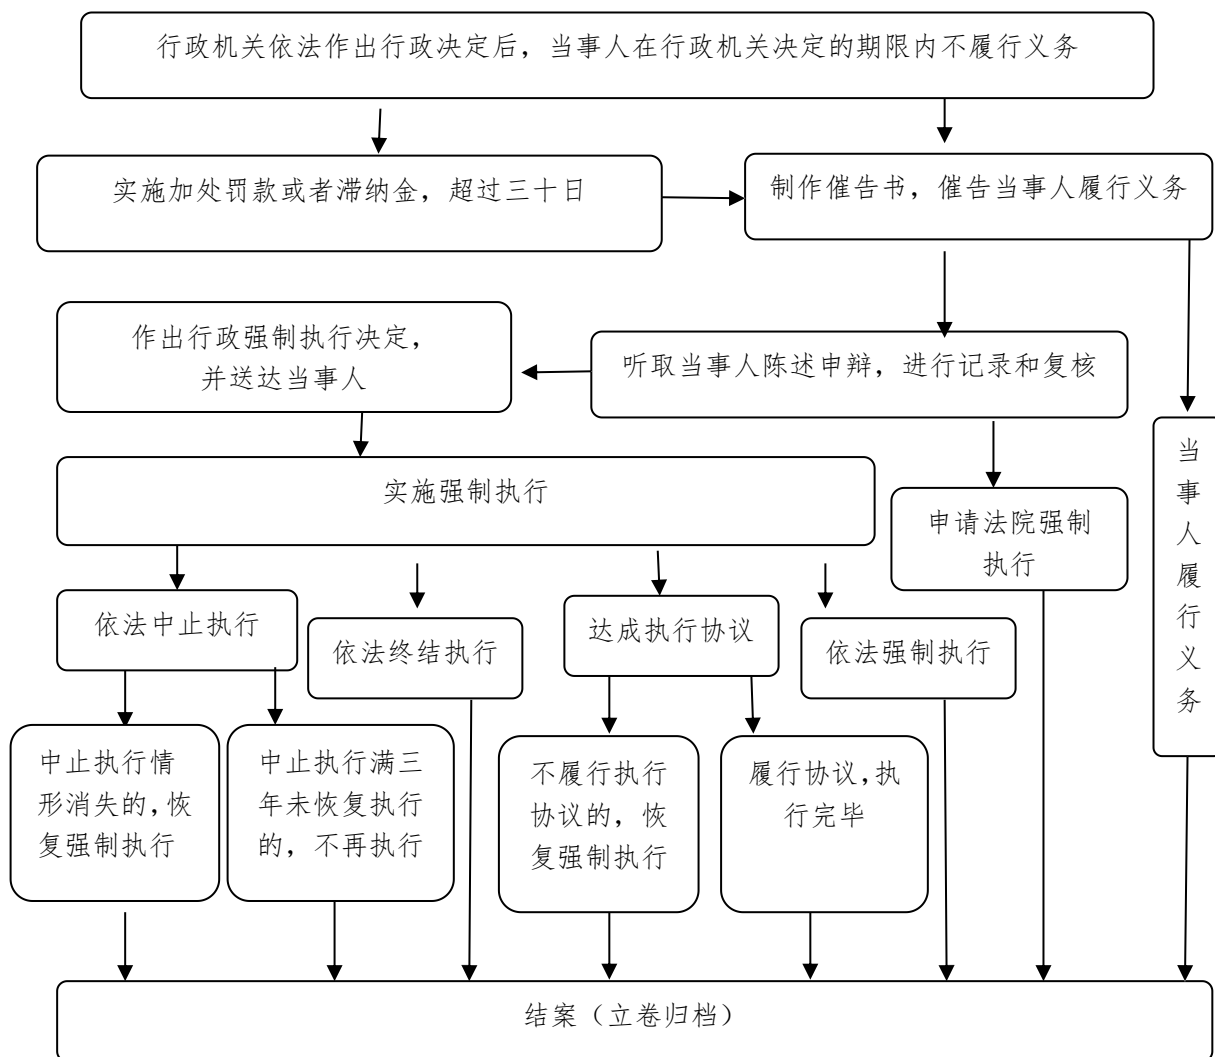 行政机关依法作出行政决定后，当事人在行政机关决定的期限内不履行义务
实施加处罚款或者滞纳金，超过三十日
制作催告书，催告当事人履行义务
作出行政强制执行决定，
并送达当事人
听取当事人陈述申辩，进行记录和复核
实施强制执行
申请法院强制
执行
当事人履行义务
依法中止执行
依法终结执行
达成执行协议
依法强制执行
中止执行情
形消失的，恢
复强制执行
中止执行满三
年未恢复执行
的，不再执行
不履行执行
协议的，恢
复强制执行
履行协议，执
行完毕
结案（立卷归档）